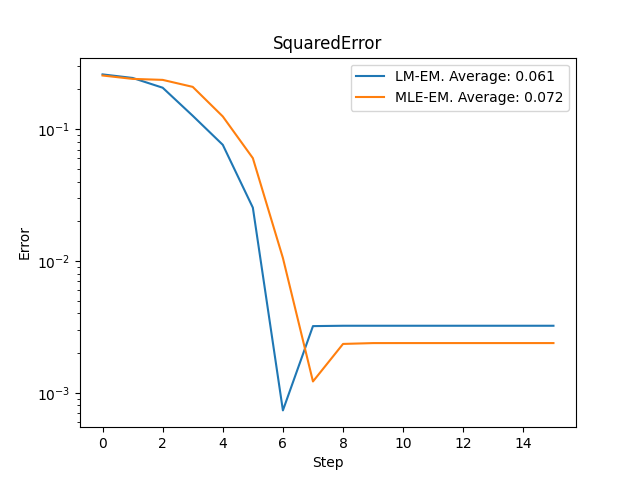 SquaredError
LM-EM. Average: 0.061
MLE-EM. Average: 0.072
Error
10⁻¹
10⁻²
10⁻³
0 2 4 6 8 10 12 14
Step